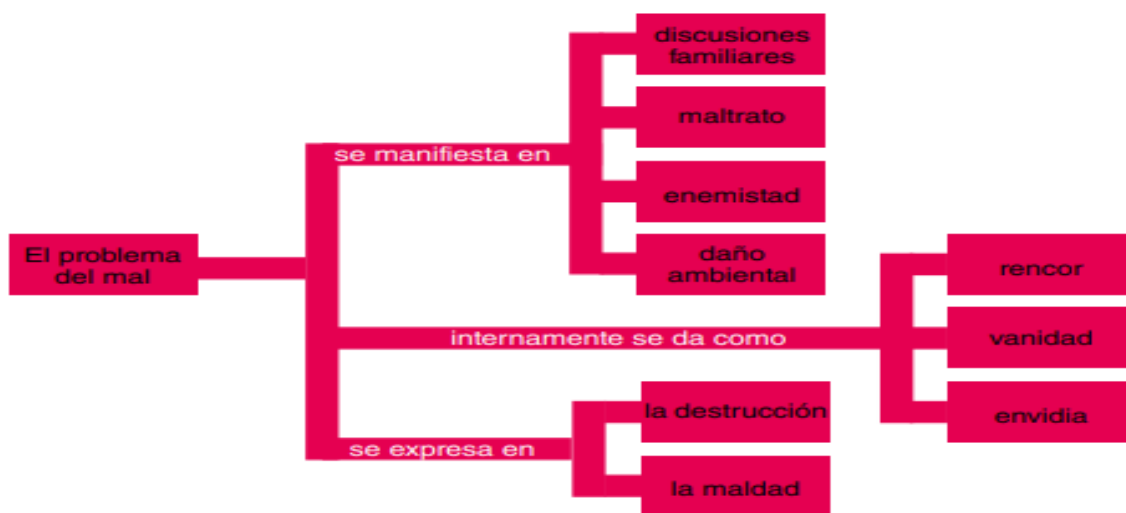 El problema
del mal
se manifiesta en
discusiones
familiares
maltrato
enemistad
daño
ambiental
internamente se da como
rencor
vanidad
envidia
se expresa en
la destrucción
la maldad